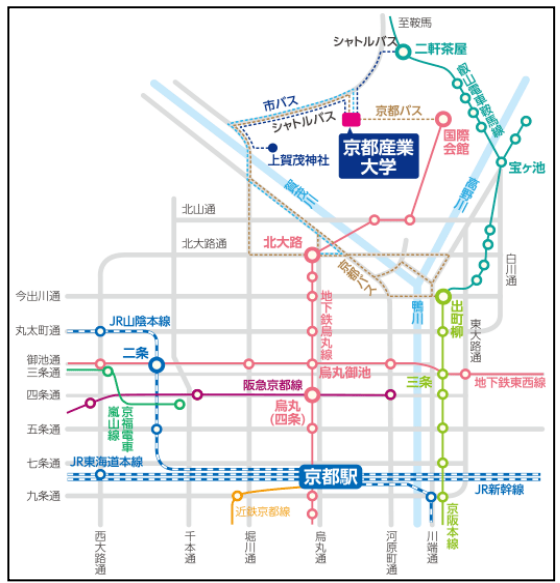 至鞍馬
シャトルバス
二軒茶屋
叡山電車鞍馬線
市バス
シャトルバス
京都バス
国際
会館
京都産業
大学
上賀茂神社
宝ヶ池
賀茂川
高野川
北山通
北大路通
北大路
白川通
京都バス
今出川通
地下鉄烏丸線
鴨川
出町柳
丸太町通
JR山陰本線
東大路通
御池通
二条
烏丸御池
三条通
三条
地下鉄東西線
四条通
阪急京都線
烏丸
(四条)
京福電車
嵐山線
五条通
七条通
JR東海道本線
京都駅
JR新幹線
九条通
近鉄京都線
京阪本線
西大路通
千本通
堀川通
烏丸通
河原町通
川端通